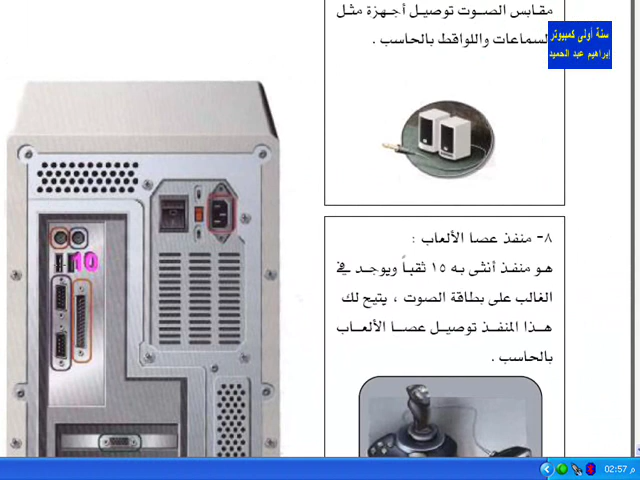 مقابس الصوت توصيل أجهزة مثل
السماعات واللواقط بالحاسب .
سنة أولى كمبيوتر
إبراهيم عبد الحميد
٨- منفذ عصا الألعاب :
هو منفذ أنثى به ١٥ ثقباً ويوجد في
الغالب على بطاقة الصوت ، يتيح لك
هذا المنفذ توصيل عصا الألعاب
بالحاسب .
10
02:57 م